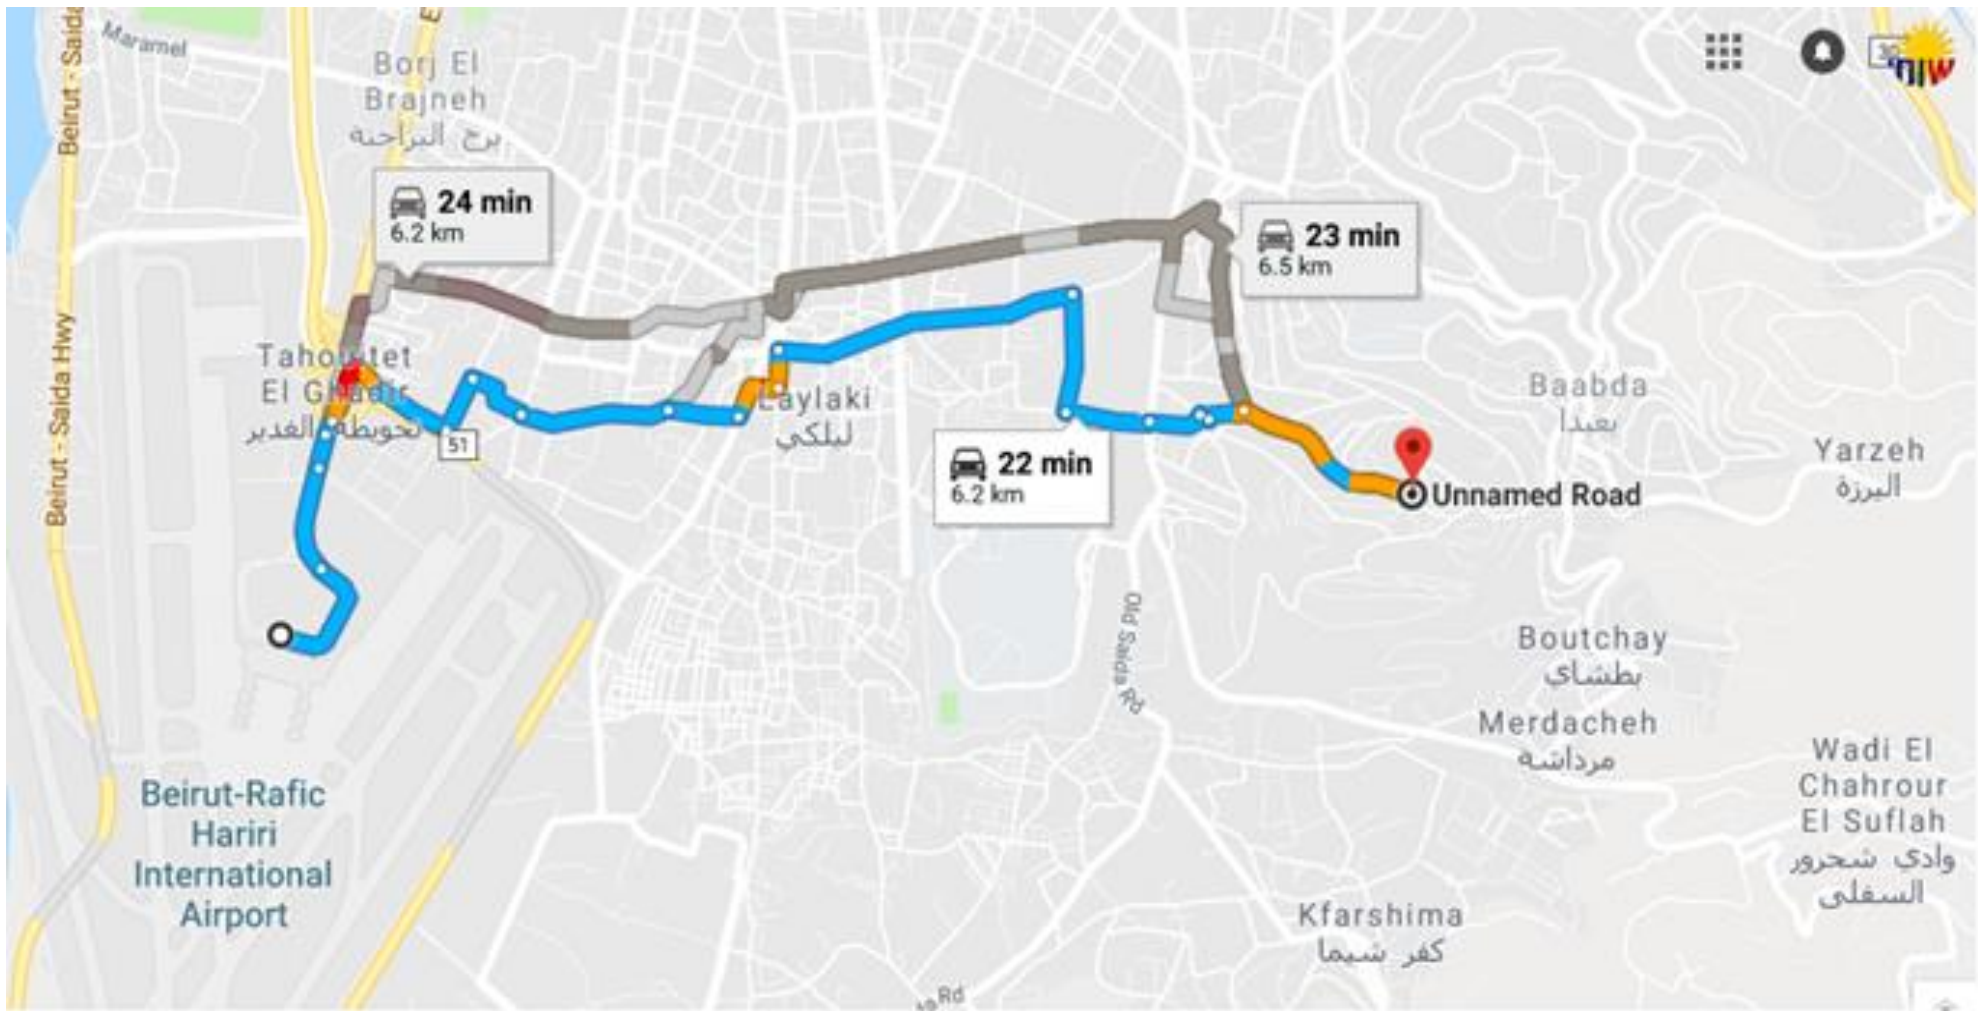 Maramel
Beirut - Saida
Borj El
Brajneh
برج البراجنة
24 min
6.2 km
23 min
6.5 km
Beirut - Saida Hwy
Tahouitet
El Ghadir
تحويطة الغدير
51
Laylaki
ليلكي
22 min
6.2 km
Unnamed Road
Baabda
بعبدا
Yarzeh
اليرزة
Old Saida Rd
Boutchay
بطشاي
Merdacheh
مرداشة
Wadi El
Chahrour
El Suflah
وادي شحرور
السفلى
Beirut-Rafic
Hariri
International
Airport
Kfarshima
كفر شيما
Rd